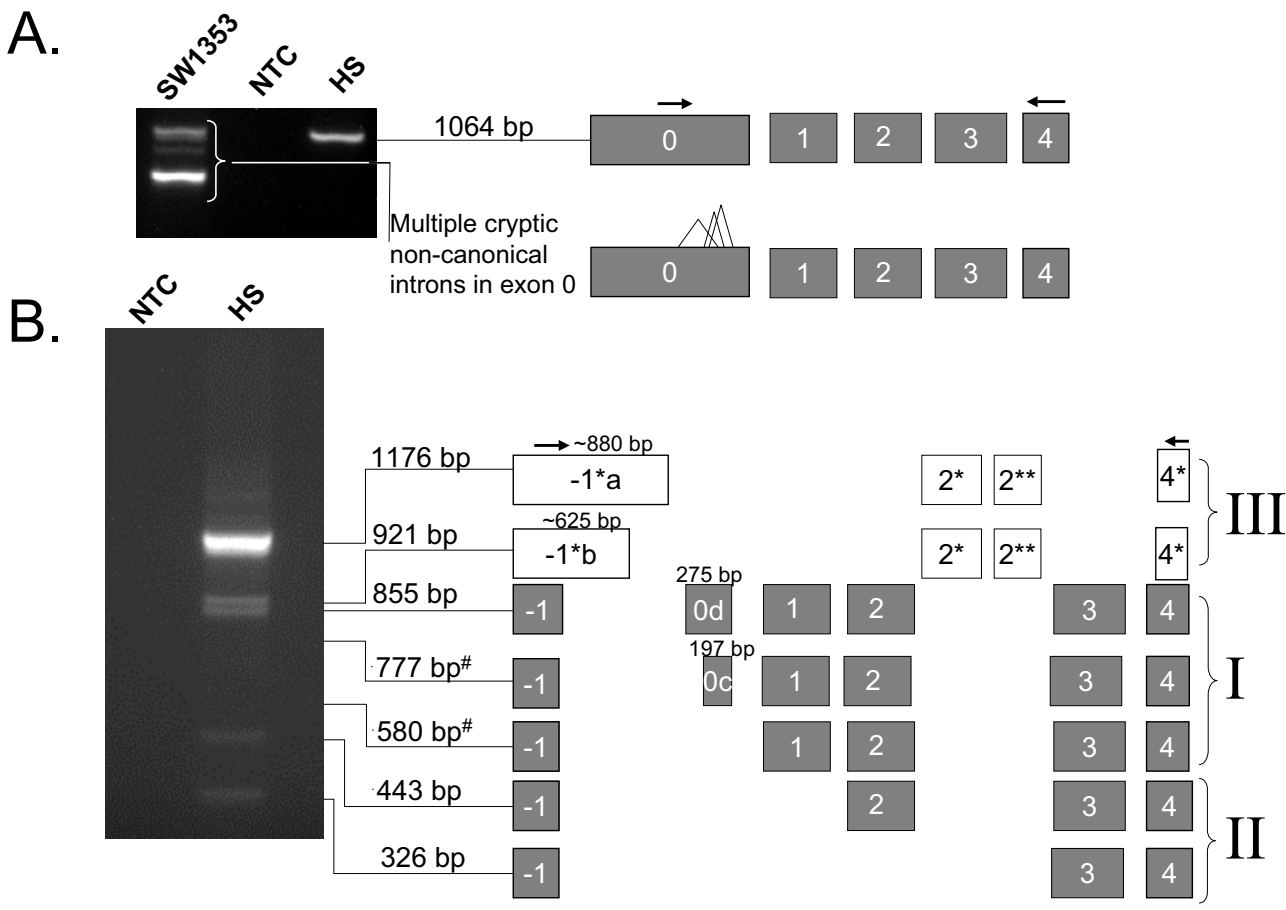 A.
SW1353
NTC
HS
1064 bp
0 1 2 3 4
Multiple cryptic
non-canonical
introns in exon 0
0 1 2 3 4
B.
NTC
HS
1176 bp
-1*a
~880 bp
2* 2** 4*
921 bp
-1*b
~625 bp
2* 2** 4*
III
855 bp
-1
275 bp
0d 1 2 3 4
777 bp#
-1
197 bp
0c 1 2 3 4
I
580 bp#
-1 1 2 3 4
443 bp
-1 2 3 4
II
326 bp
-1 3 4